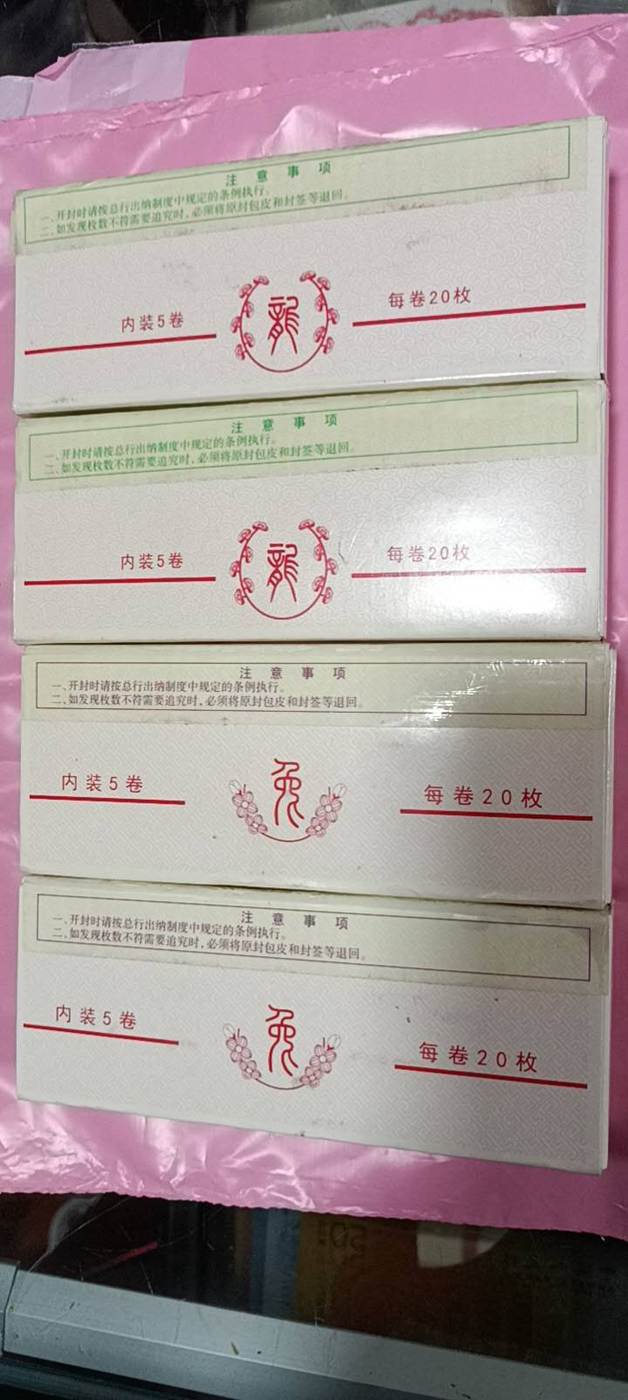 注意事项
一、开封时请按总行出纳制度中规定的条例执行。
二、如发现枚数不符需要追究时，必须将原封包皮和封签等退回。
内装5卷
龍
每卷20枚
注意事项
一、开封时请按总行出纳制度中规定的条例执行。
二、如发现枚数不符需要追究时，必须将原封包皮和封签等退回。
内装5卷
龍
每卷20枚
注意事项
一、开封时请按总行出纳制度中规定的条例执行。
二、如发现枚数不符需要追究时，必须将原封包皮和封签等退回。
内装5卷
兔
每卷20枚
注意事项
一、开封时请按总行出纳制度中规定的条例执行。
二、如发现枚数不符需要追究时，必须将原封包皮和封签等退回。
内装5卷
兔
每卷20枚